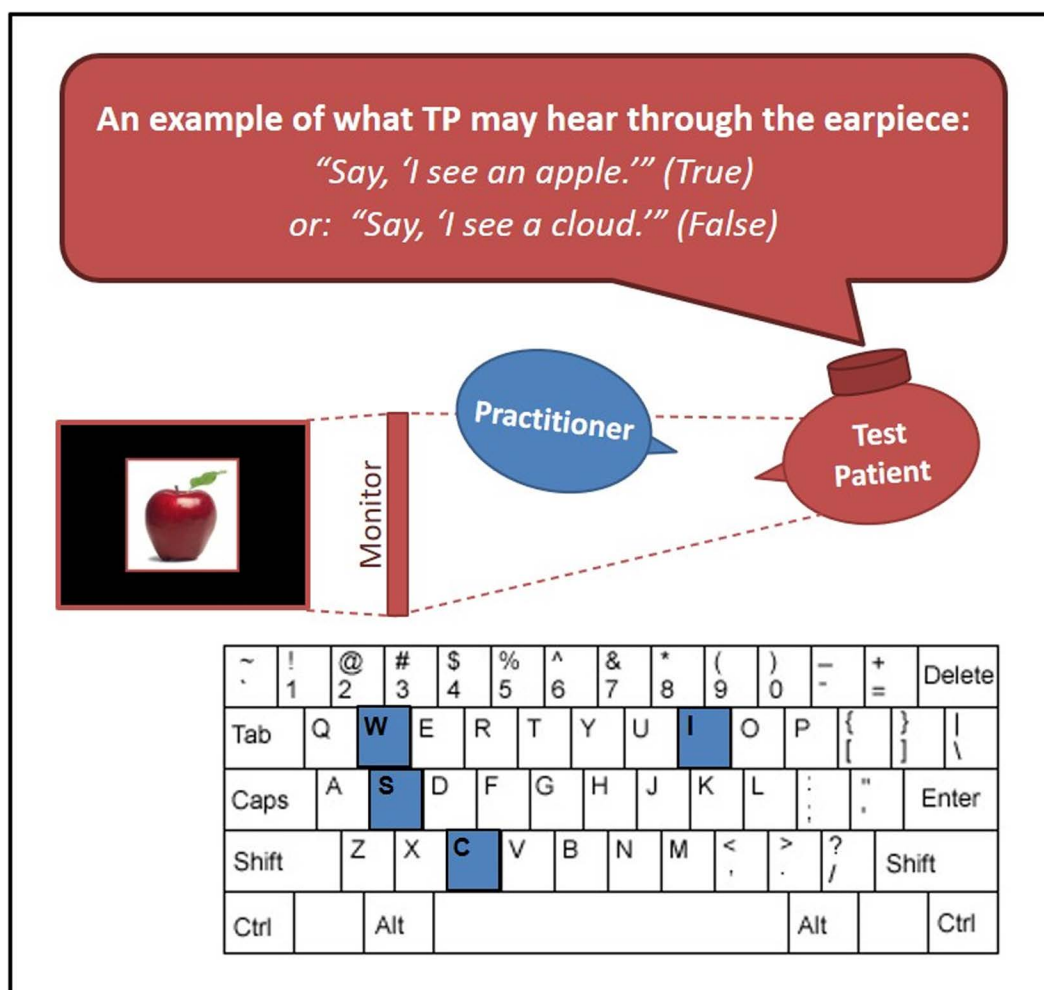 An example of what TP may hear through the earpiece:
“Say, ‘I see an apple.’” (True)
or: “Say, ‘I see a cloud.’” (False)
Practitioner
Test
Patient
Monitor
~ ! @ # $ % ^ & * ( ) – + Delete
` 1 2 3 4 5 6 7 8 9 0 - =
Tab Q W E R T Y U I O P { } |
[ ] \
Caps A S D F G H J K L : " Enter
; '
Shift Z X C V B N M < > ? Shift
, . /
Ctrl Alt Alt Ctrl